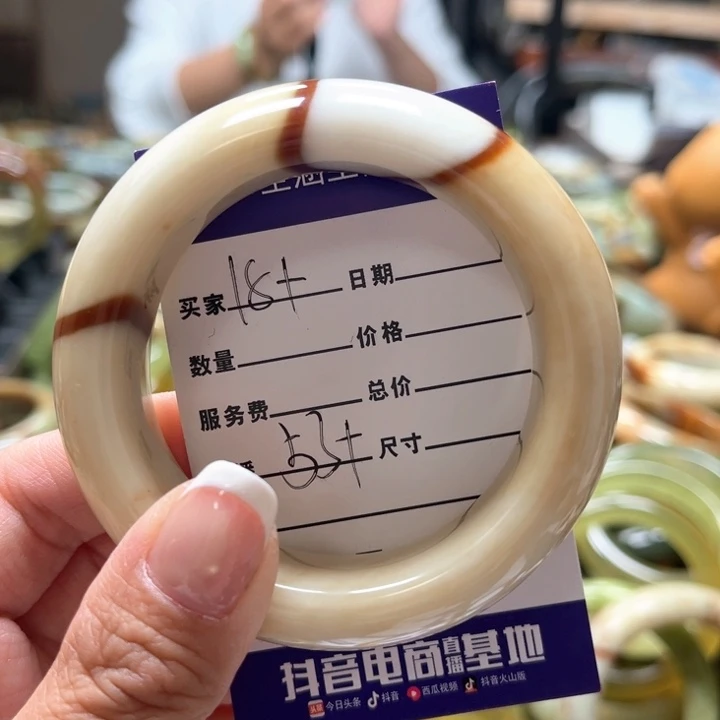 买家 18+ 日期
数量 价格
服务费 总价
53+ 尺寸
抖音电商直播基地
头条 今日头条 抖音 西瓜视频 抖音火山版